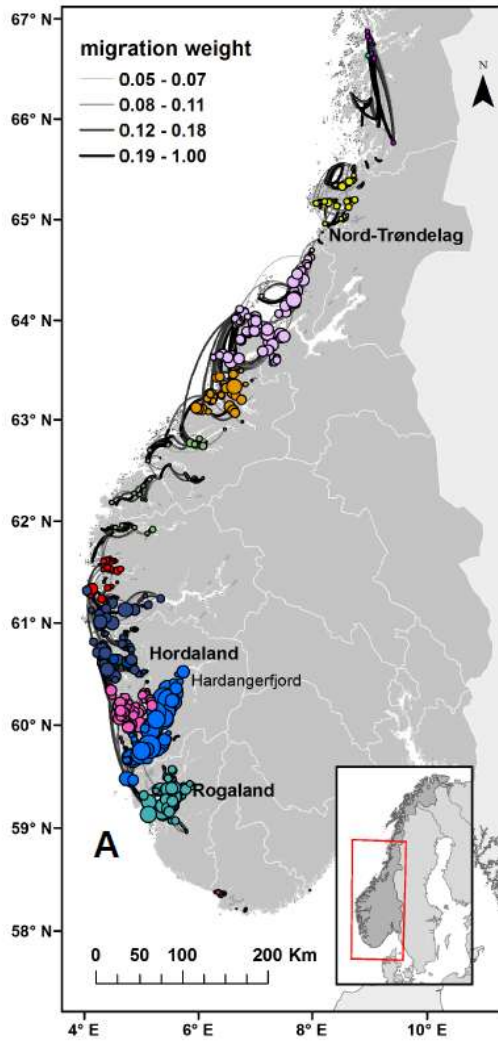 67° N
migration weight
0.05 - 0.07
0.08 - 0.11
0.12 - 0.18
0.19 - 1.00
N
66° N
65° N
Nord-Trøndelag
64° N
63° N
62° N
61° N
Hordaland
Hardangerfjord
60° N
Rogaland
59° N
A
58° N
0 50 100 200 Km
4° E 6° E 8° E 10° E